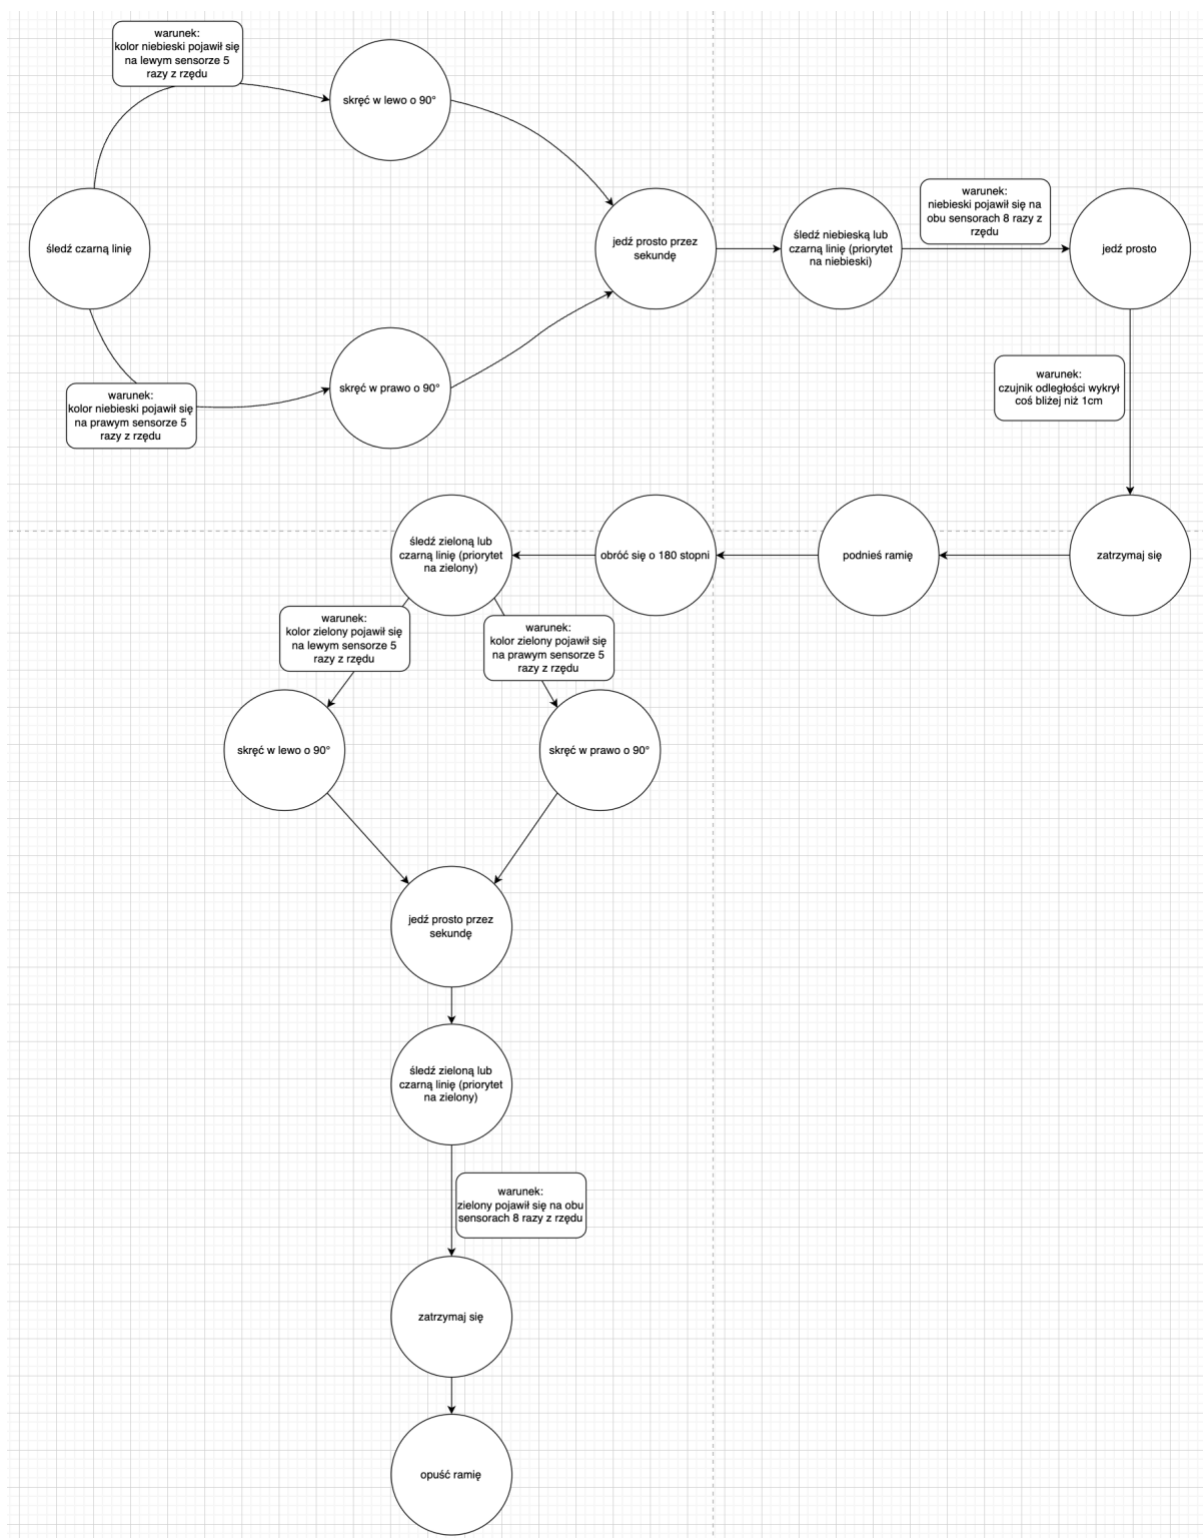 warunek:
kolor niebieski pojawił się
na lewym sensorze 5
razy z rzędu
skręć w lewo o 90°
śledź czarną linię
jedź prosto przez
sekundę
śledź niebieską lub
czarną linię (priorytet
na niebieski)
warunek:
niebieski pojawił się na
obu sensorach 8 razy z
rzędu
jedź prosto
warunek:
kolor niebieski pojawił się
na prawym sensorze 5
razy z rzędu
skręć w prawo o 90°
warunek:
czujnik odległości wykrył
coś bliżej niż 1cm
zatrzymaj się
podnieś ramię
obróć się o 180 stopni
śledź zieloną lub
czarną linię (priorytet
na zielony)
warunek:
kolor zielony pojawił się
na lewym sensorze 5
razy z rzędu
warunek:
kolor zielony pojawił się
na prawym sensorze 5
razy z rzędu
skręć w lewo o 90°
skręć w prawo o 90°
jedź prosto przez
sekundę
śledź zieloną lub
czarną linię (priorytet
na zielony)
warunek:
zielony pojawił się na obu
sensorach 8 razy z rzędu
zatrzymaj się
opuść ramię